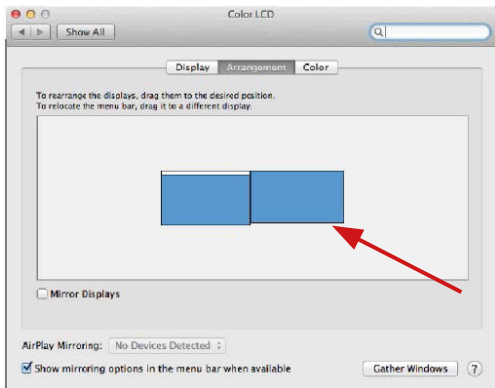 Color LCD
Show All
Display Arrangement Color
To rearrange the displays, drag them to the desired position.
To relocate the menu bar, drag it to a different display.
Mirror Displays
AirPlay Mirroring: No Devices Detected
Show mirroring options in the menu bar when available
Gather Windows ?